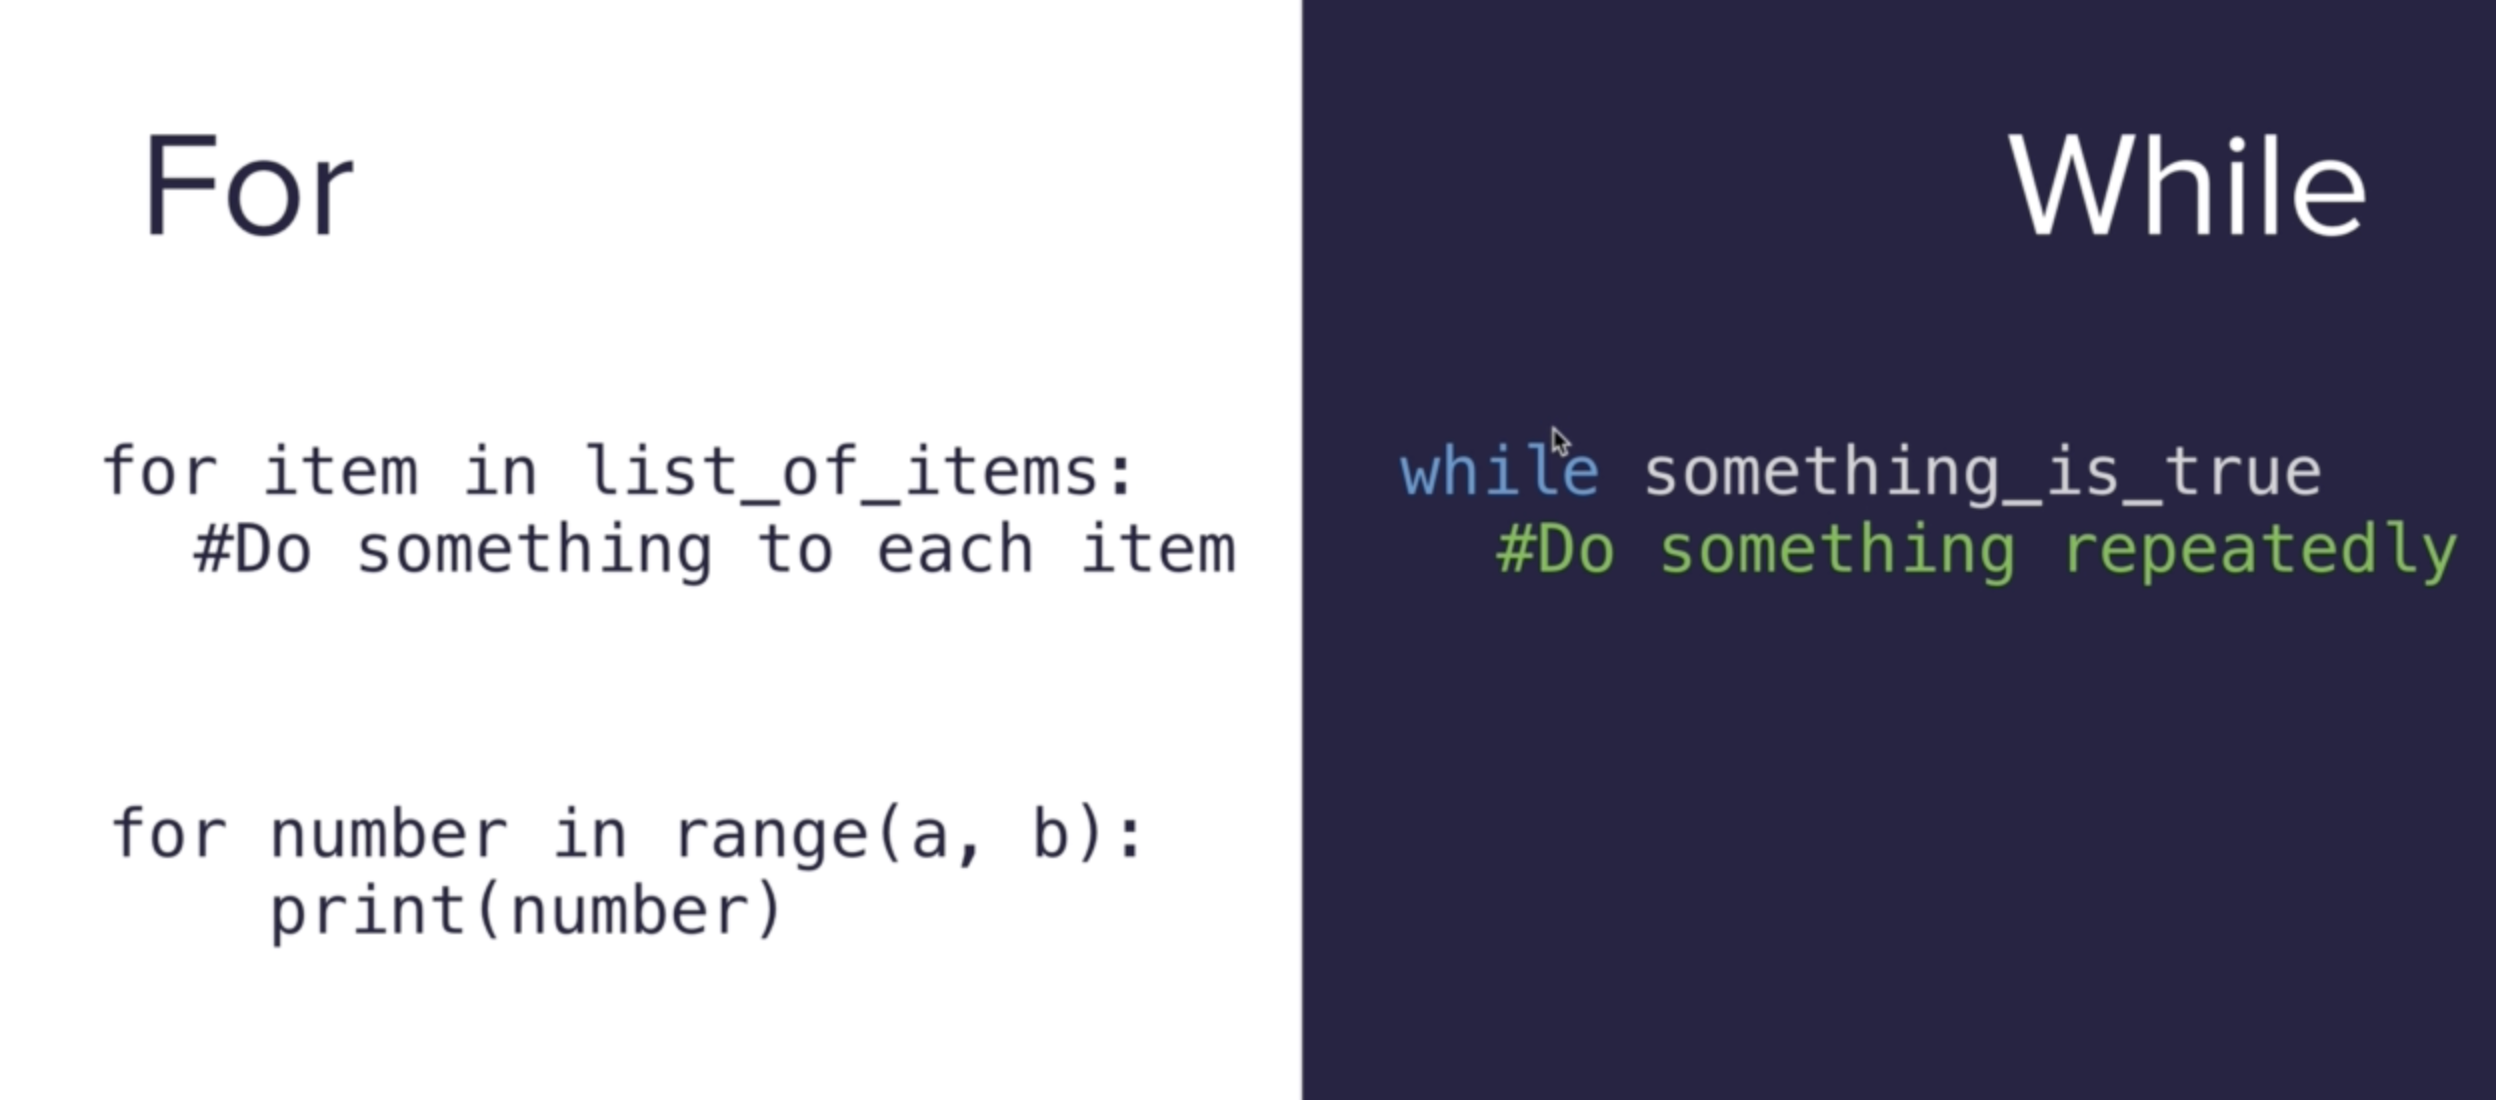 For
for item in list_of_items:
#Do something to each item
for number in range(a, b):
print(number)
While
while something_is_true
#Do something repeatedly